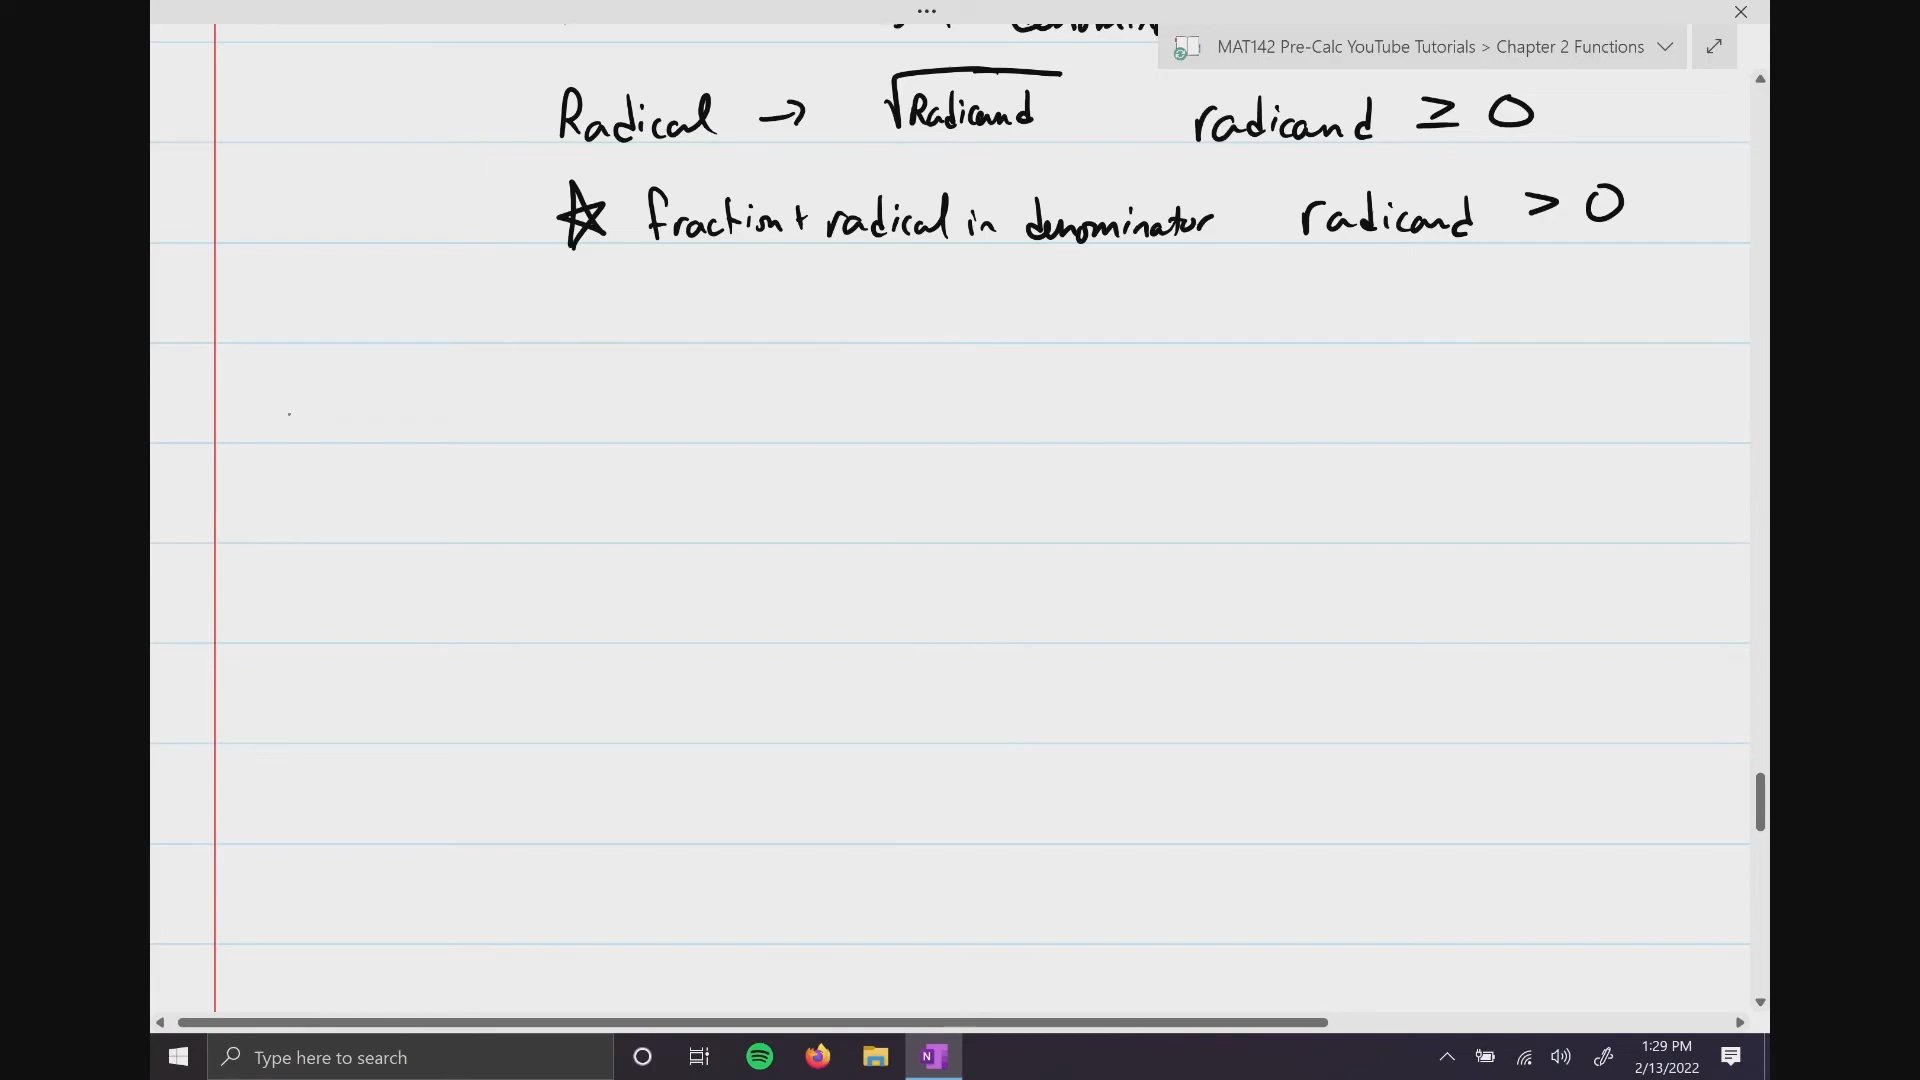 MAT142 Pre-Calc YouTube Tutorials > Chapter 2 Functions
Radical → √Radicand radicand ≥ 0
☆ fraction + radical in denominator radicand > 0
Type here to search
N
1:29 PM
2/13/2022